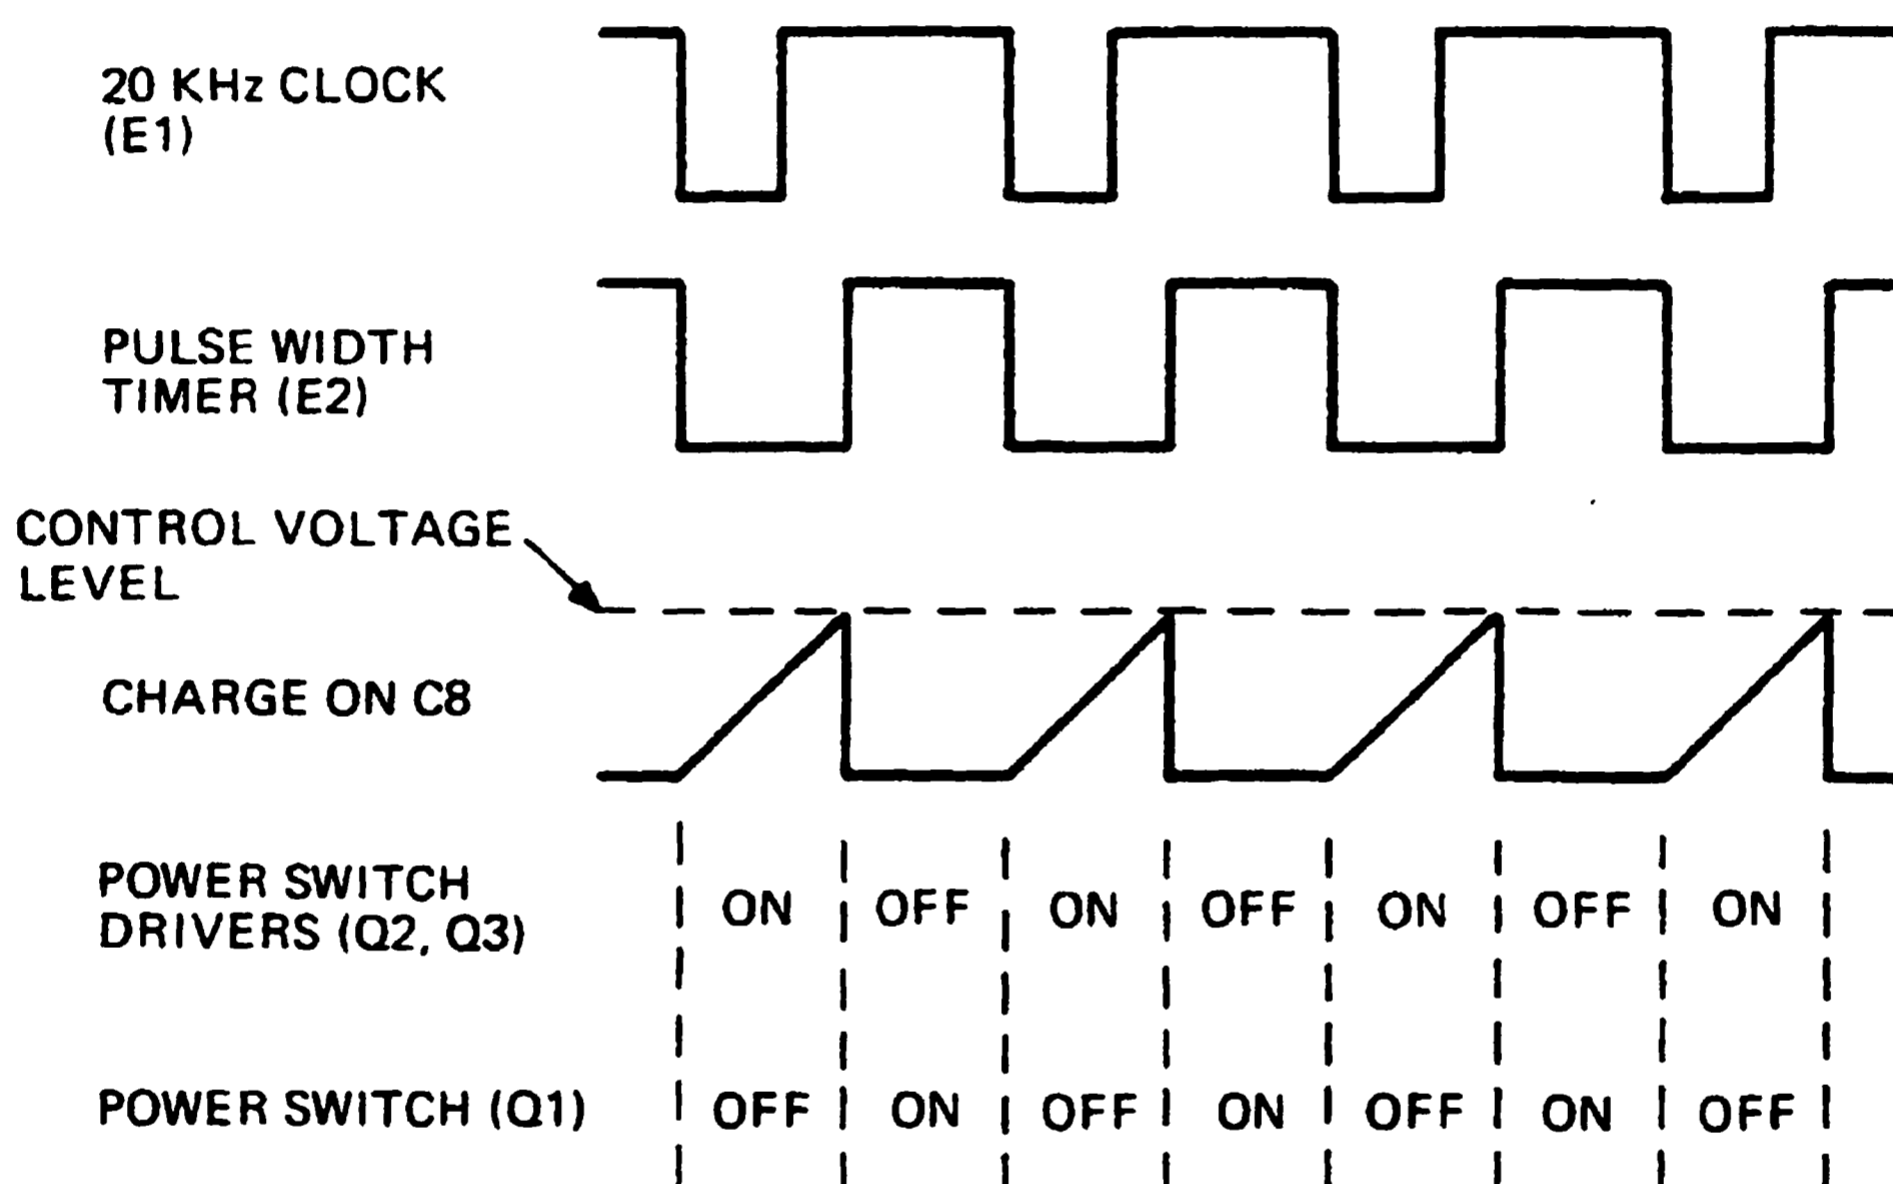 20 KHz CLOCK
(E1)
PULSE WIDTH
TIMER (E2)
CONTROL VOLTAGE
LEVEL
CHARGE ON C8
POWER SWITCH
DRIVERS (Q2, Q3)
ON OFF ON OFF ON OFF ON
POWER SWITCH (Q1) OFF ON OFF ON OFF ON OFF